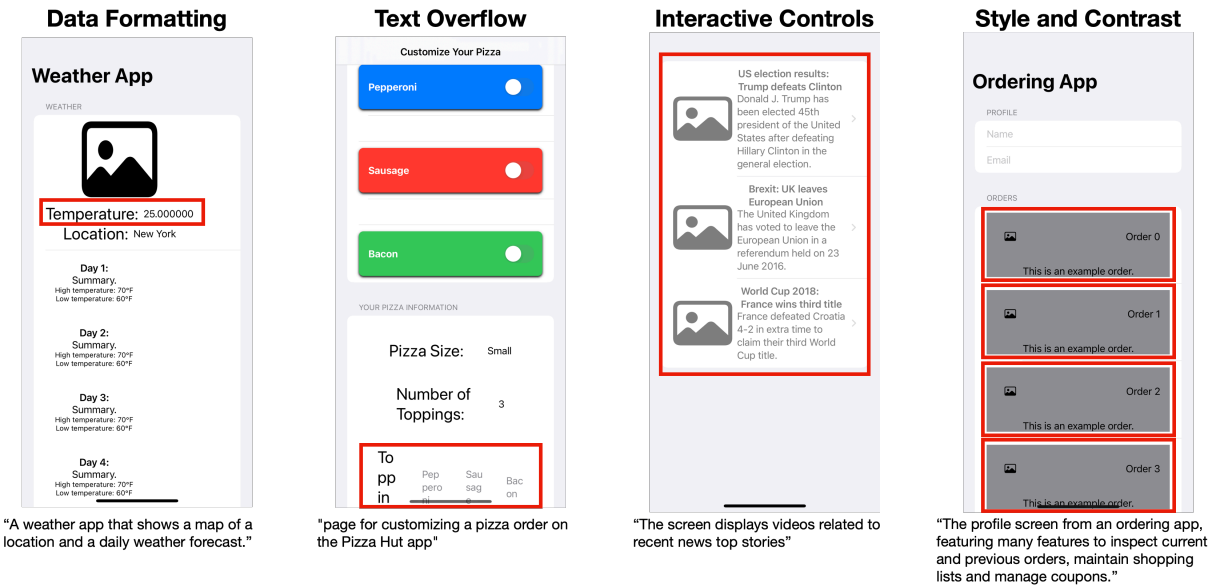 Data Formatting
Weather App
WEATHER
Temperature: 25.000000
Location: New York
Day 1:
Summary.
High temperature: 70°F
Low temperature: 60°F
Day 2:
Summary.
High temperature: 70°F
Low temperature: 60°F
Day 3:
Summary.
High temperature: 70°F
Low temperature: 60°F
Day 4:
Summary.
High temperature: 70°F
Low temperature: 60°F
“A weather app that shows a map of a
location and a daily weather forecast.”
Text Overflow
Customize Your Pizza
Pepperoni
Sausage
Bacon
YOUR PIZZA INFORMATION
Pizza Size: Small
Number of
Toppings: 3
To
pp
in
Pep
pero
ni
Sau
sag
e
Bac
on
"page for customizing a pizza order on
the Pizza Hut app"
Interactive Controls
US election results:
Trump defeats Clinton
Donald J. Trump has
been elected 45th
president of the United
States after defeating
Hillary Clinton in the
general election.
Brexit: UK leaves
European Union
The United Kingdom
has voted to leave the
European Union in a
referendum held on 23
June 2016.
World Cup 2018:
France wins third title
France defeated Croatia
4-2 in extra time to
claim their third World
Cup title.
“The screen displays videos related to
recent news top stories”
Style and Contrast
Ordering App
PROFILE
Name
Email
ORDERS
Order 0
This is an example order.
Order 1
This is an example order.
Order 2
This is an example order.
Order 3
This is an example order.
“The profile screen from an ordering app,
featuring many features to inspect current
and previous orders, maintain shopping
lists and manage coupons.”